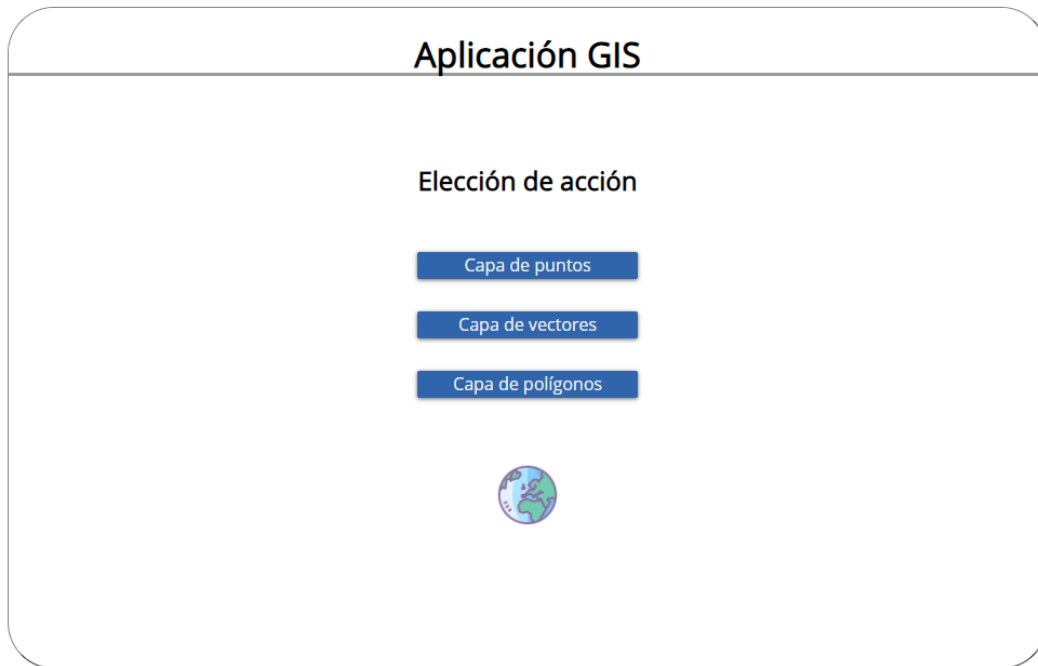 Aplicación GIS
Elección de acción
Capa de puntos
Capa de vectores
Capa de polígonos